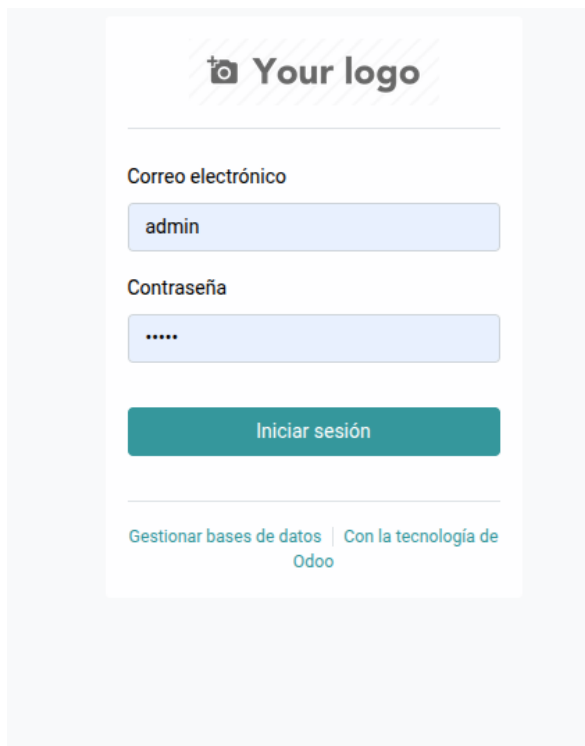 Your logo
Correo electrónico
admin
Contraseña
•••••
Iniciar sesión
Gestionar bases de datos | Con la tecnología de
Odoo